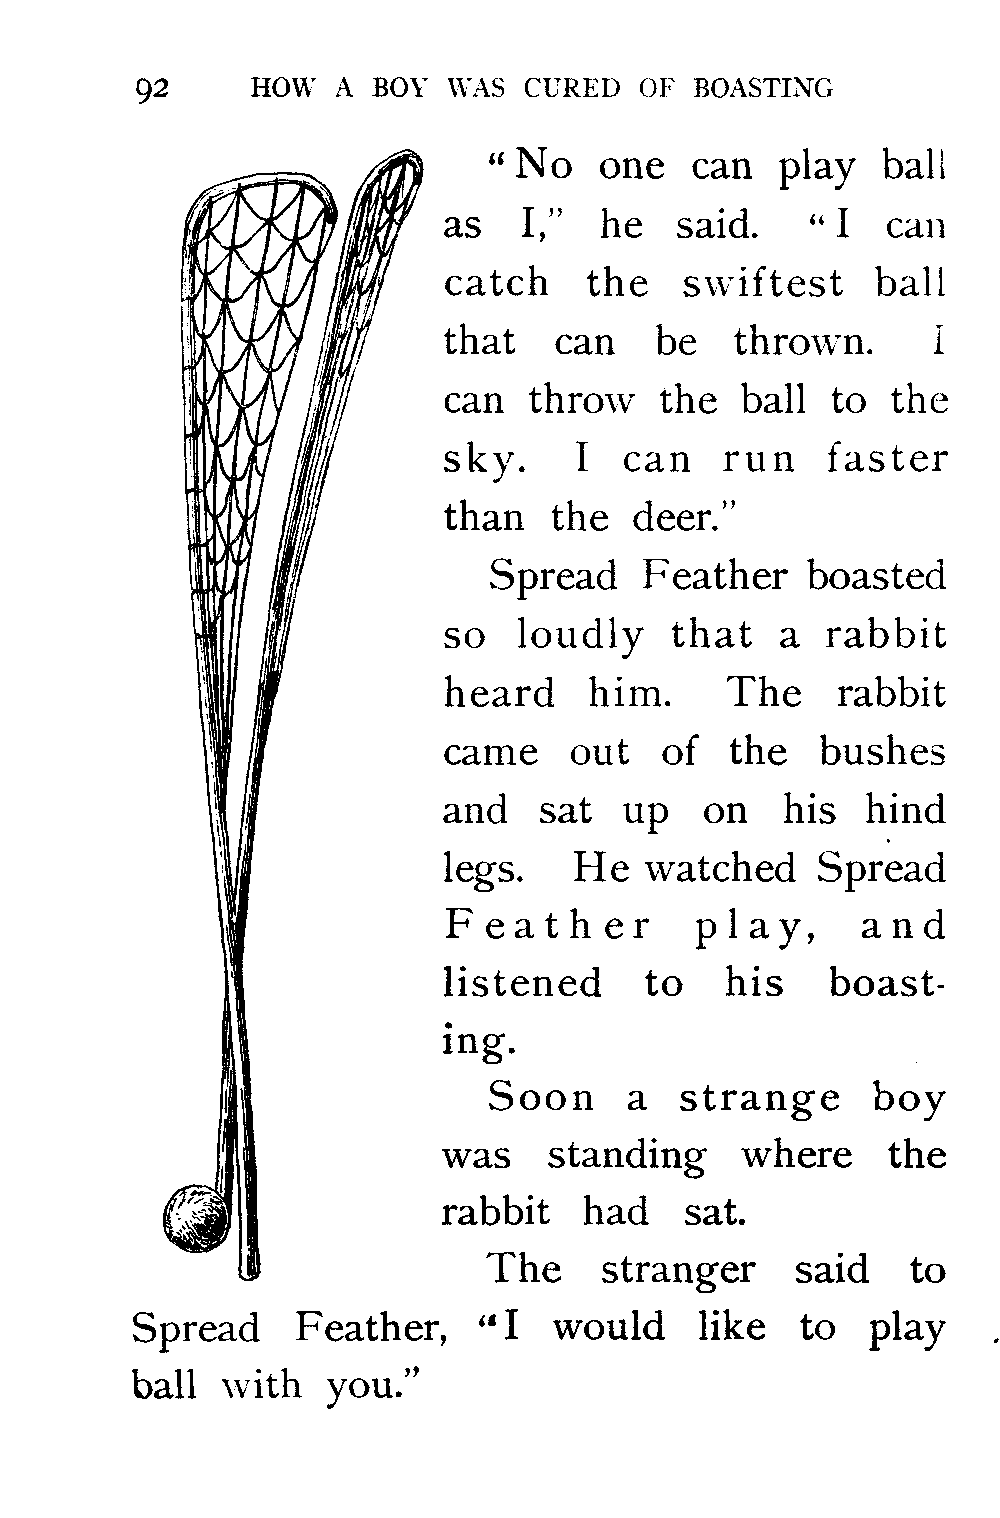 92 HOW A BOY WAS CURED OF BOASTING
“No one can play ball
as I,” he said. “I can
catch the swiftest ball
that can be thrown. I
can throw the ball to the
sky. I can run faster
than the deer.”
Spread Feather boasted
so loudly that a rabbit
heard him. The rabbit
came out of the bushes
and sat up on his hind
legs. He watched Spread
Feather play, and
listened to his boast-
ing.
Soon a strange boy
was standing where the
rabbit had sat.
The stranger said to
Spread Feather, “I would like to play
ball with you.”